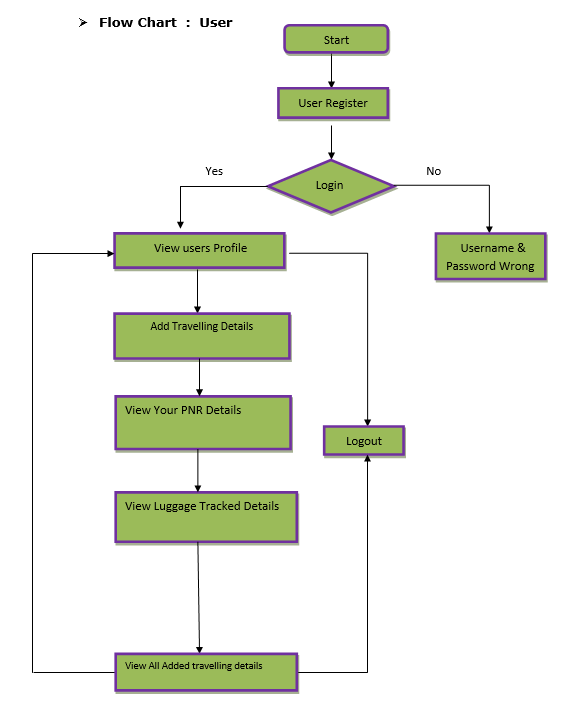 ➢ Flow Chart : User
Start
User Register
Login
Yes
No
View users Profile
Username &
Password Wrong
Add Travelling Details
View Your PNR Details
Logout
View Luggage Tracked Details
View All Added travelling details